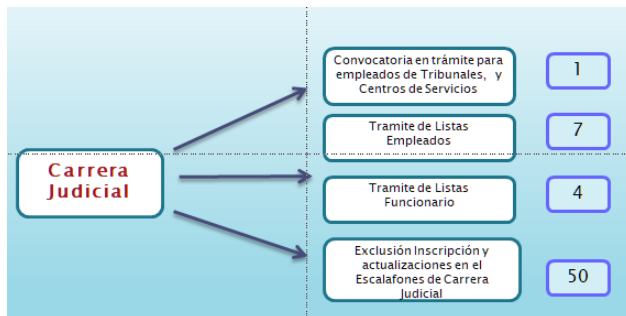 Convocatoria en trámite para
empleados de Tribunales, y
Centros de Servicios
1
Tramite de Listas
Empleados
7
Carrera
Judicial
Tramite de Listas
Funcionario
4
Exclusión Inscripción y
actualizaciones en el
Escalafones de Carrera
Judicial
50